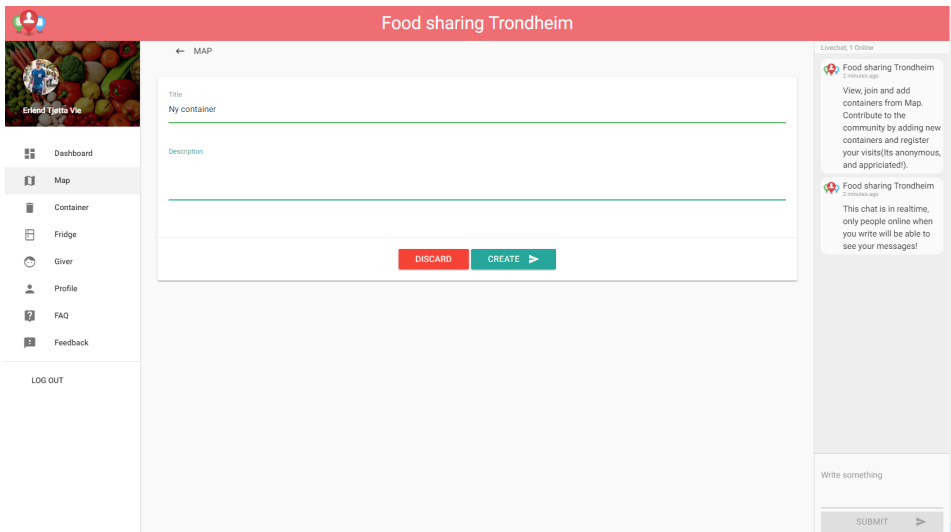 Food sharing Trondheim
Erlend Tjøtta Vie
Dashboard
Map
Container
Fridge
Giver
Profile
FAQ
Feedback
LOG OUT
← MAP
Title
Ny container
Description
DISCARD
CREATE
Livechat, 1 Online
Food sharing Trondheim
2 minutes ago
View, join and add
containers from Map.
Contribute to the
community by adding new
containers and register
your visits(Its anonymous,
and appriciated!).
Food sharing Trondheim
2 minutes ago
This chat is in realtime,
only people online when
you write will be able to
see your messages!
Write something
SUBMIT